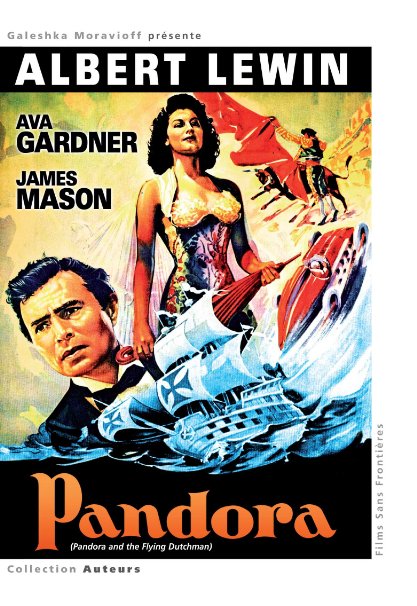 Galeshka Moravioff présente
ALBERT LEWIN
AVA
GARDNER
JAMES
MASON
Pandora
(Pandora and the Flying Dutchman)
Films Sans Frontières
Collection Auteurs